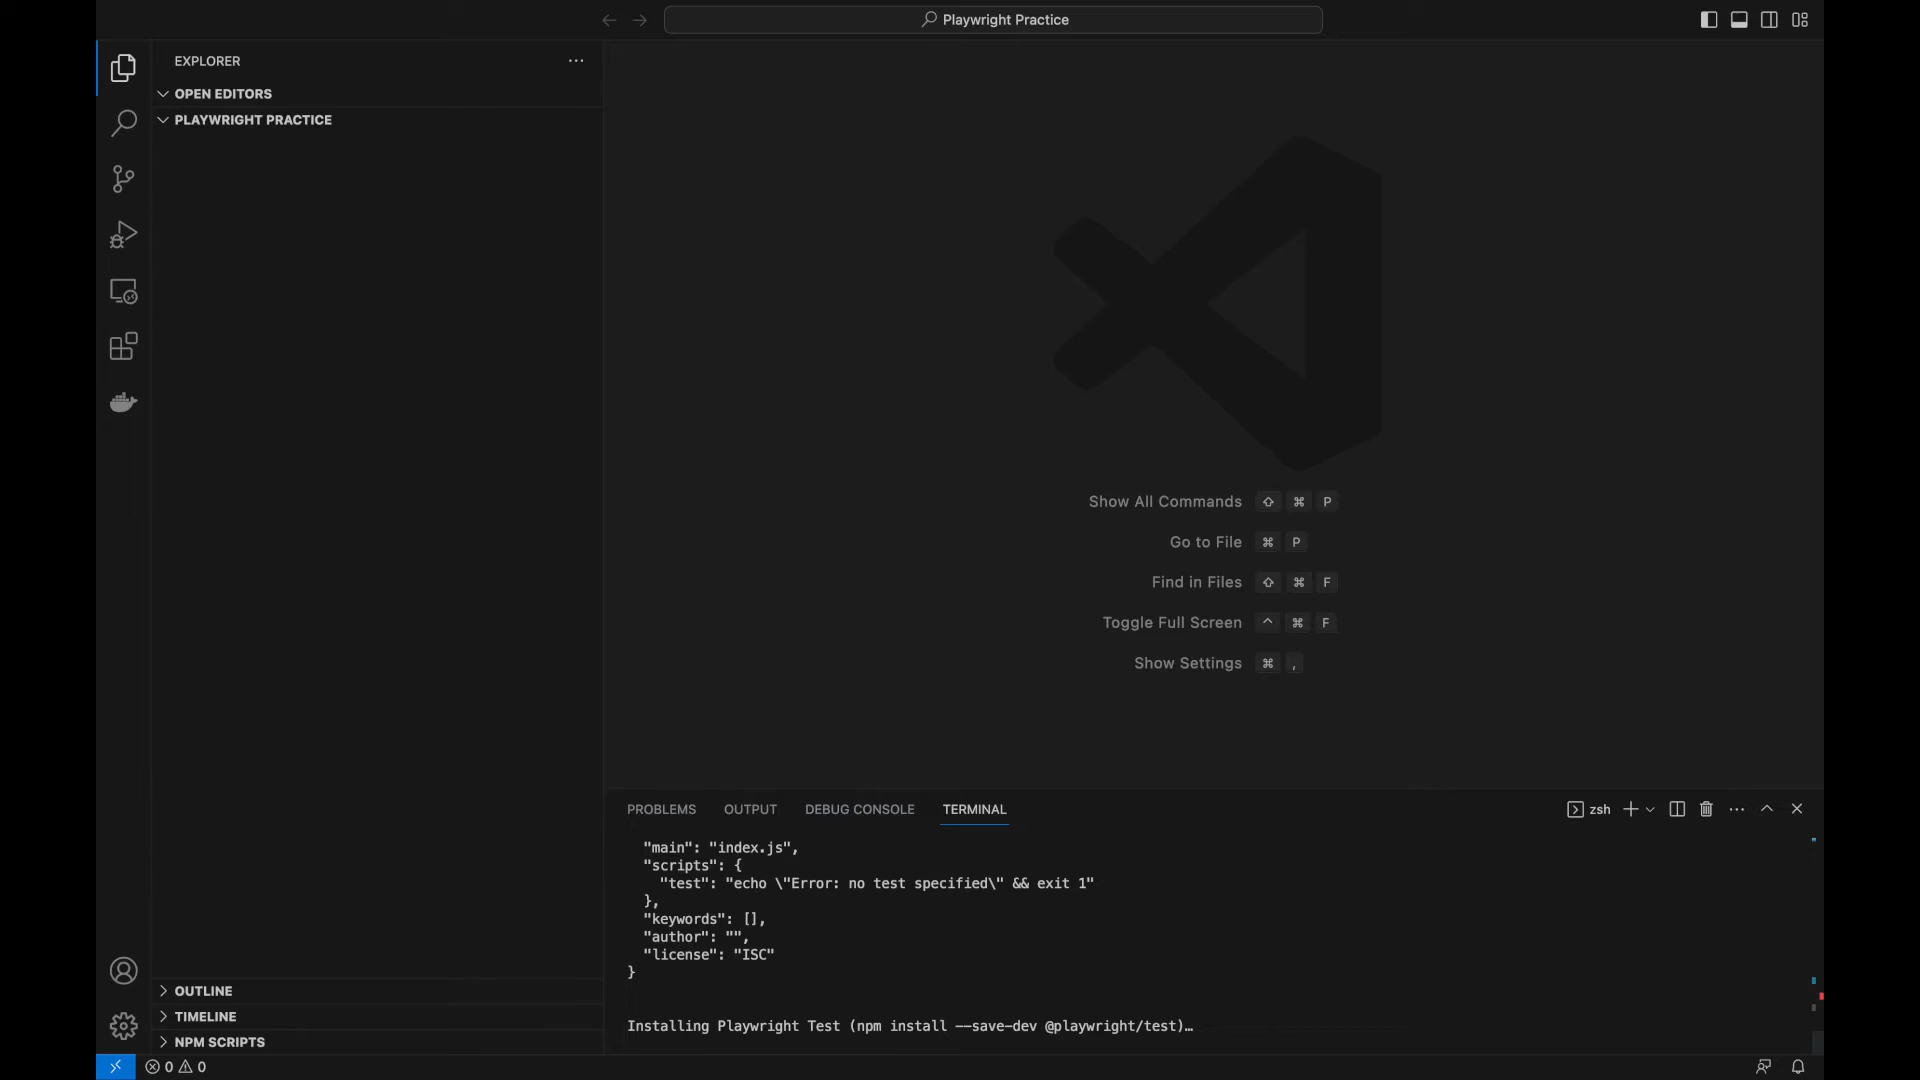 Playwright Practice
EXPLORER
OPEN EDITORS
PLAYWRIGHT PRACTICE
Show All Commands ⇧ ⌘ P
Go to File ⌘ P
Find in Files ⇧ ⌘ F
Toggle Full Screen ^ ⌘ F
Show Settings ⌘ ,
PROBLEMS OUTPUT DEBUG CONSOLE TERMINAL
zsh
"main": "index.js",
"scripts": {
"test": "echo \"Error: no test specified\" && exit 1"
},
"keywords": [],
"author": "",
"license": "ISC"
}
Installing Playwright Test (npm install --save-dev @playwright/test)…
OUTLINE
TIMELINE
NPM SCRIPTS
0 0